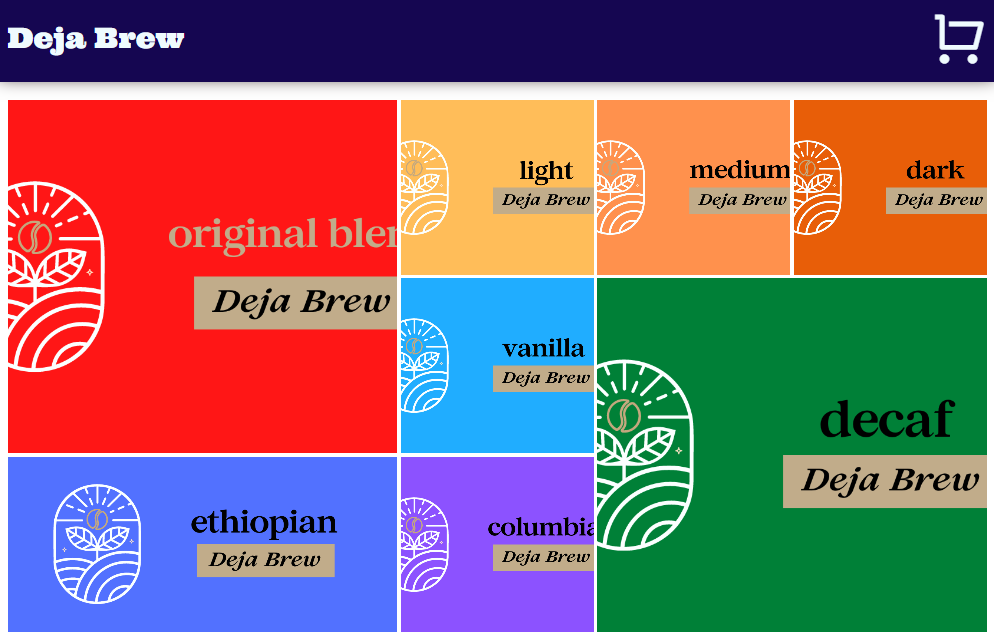 Deja Brew
original bler
Deja Brew
light
Deja Brew
medium
Deja Brew
dark
Deja Brew
vanilla
Deja Brew
decaf
Deja Brew
ethiopian
Deja Brew
columbia
Deja Brew